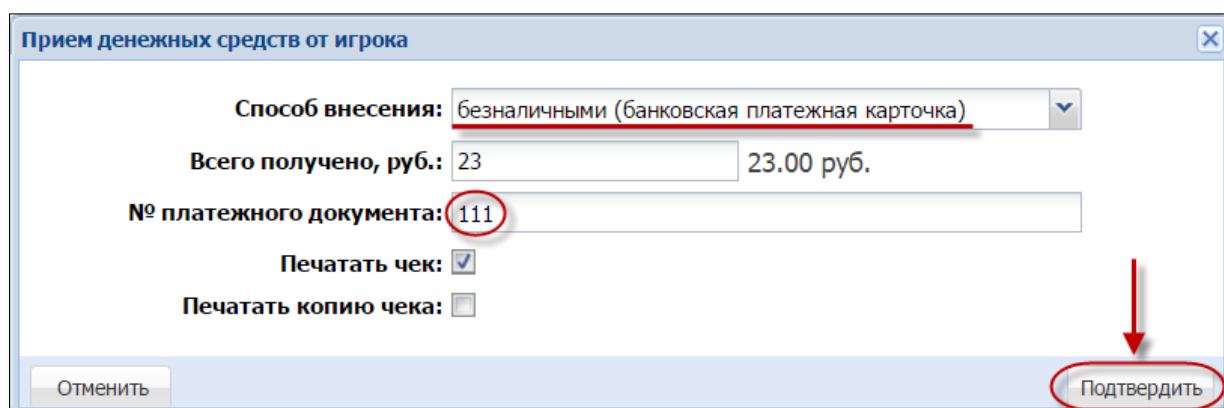 Прием денежных средств от игрока
Способ внесения: безналичными (банковская платежная карточка)
Всего получено, руб.: 23 23.00 руб.
№ платежного документа: 111
Печатать чек:
Печатать копию чека:
Отменить Подтвердить